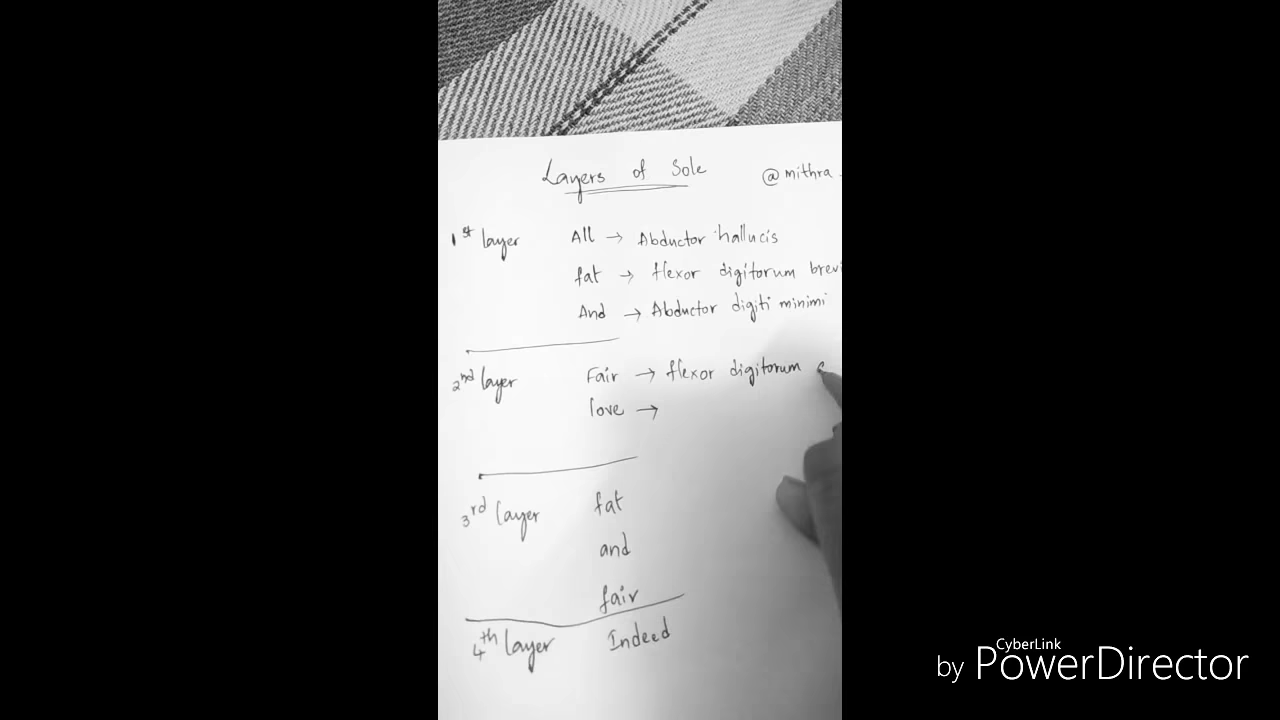 Layers of Sole
@mithra
1st layer
All → Abductor hallucis
fat → flexor digitorum brevi
And → Abductor digiti minimi
2nd layer
Fair → flexor digitorum
love →
3rd layer
fat
and
fair
4th layer
Indeed
CyberLink
by PowerDirector